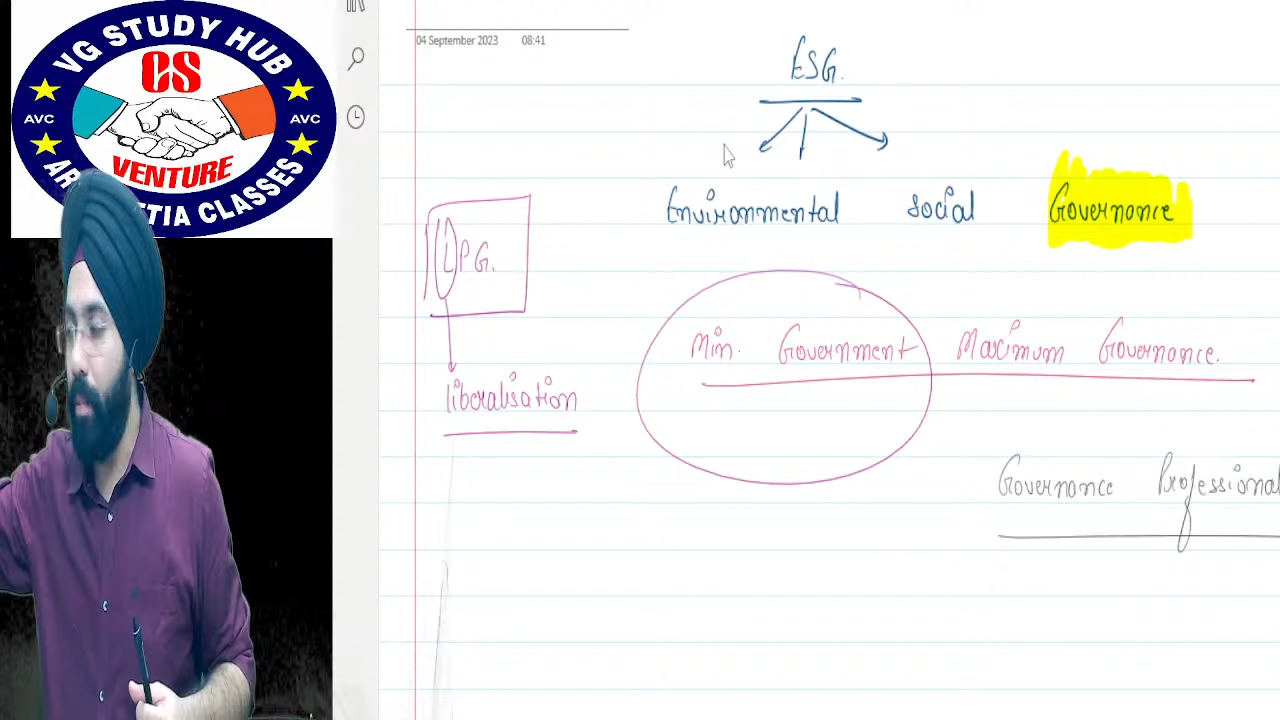 VG STUDY HUB
CS
AVC
AVC
VENTURE
CLASSES
04 September 2023 08:41
ESG.
Environmental Social Governance
LPG.
Min. Government Maximum Governance.
liberalisation
Governance Professional